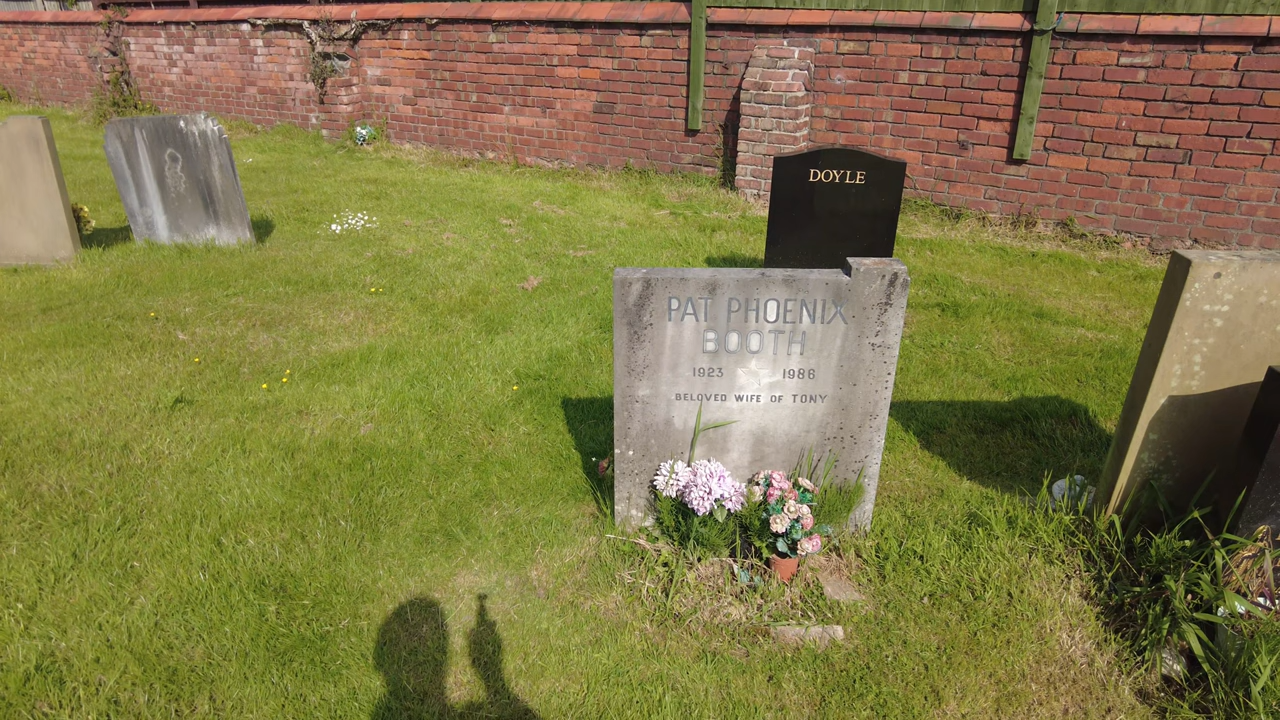 DOYLE
PAT PHOENIX
BOOTH
1923 1986
BELOVED WIFE OF TONY